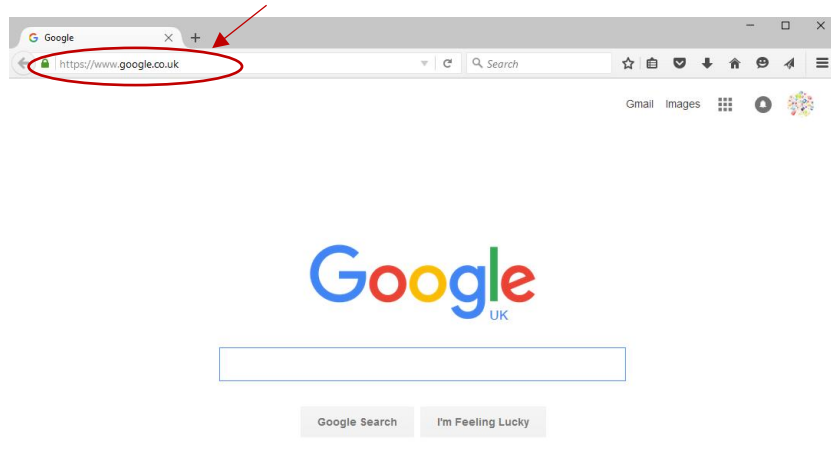 Google
https://www.google.co.uk
Search
Gmail Images
Google
UK
Google Search I'm Feeling Lucky